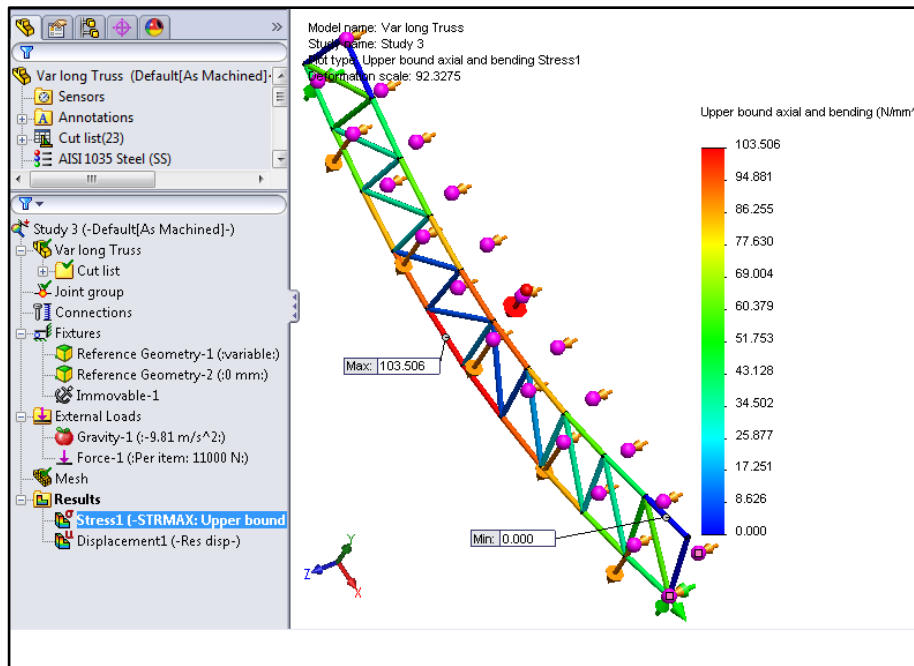 Var long Truss (Default[As Machined]-
Sensors
Annotations
Cut list(23)
AISI 1035 Steel (SS)
Study 3 (-Default[As Machined]-)
Var long Truss
Cut list
Joint group
Connections
Fixtures
Reference Geometry-1 (:variable:)
Reference Geometry-2 (:0 mm:)
Immovable-1
External Loads
Gravity-1 (:-9.81 m/s^2:)
Force-1 (:Per item: 11000 N:)
Mesh
Results
Stress1 (-STRMAX: Upper bound
Displacement1 (-Res disp-)
Model name: Var long Truss
Study name: Study 3
Plot type: Upper bound axial and bending Stress1
Deformation scale: 92.3275
Upper bound axial and bending (N/mm^
103.506
94.881
86.255
77.630
69.004
60.379
51.753
43.128
34.502
25.877
17.251
8.626
0.000
Max: 103.506
Min: 0.000
Y
Z
X